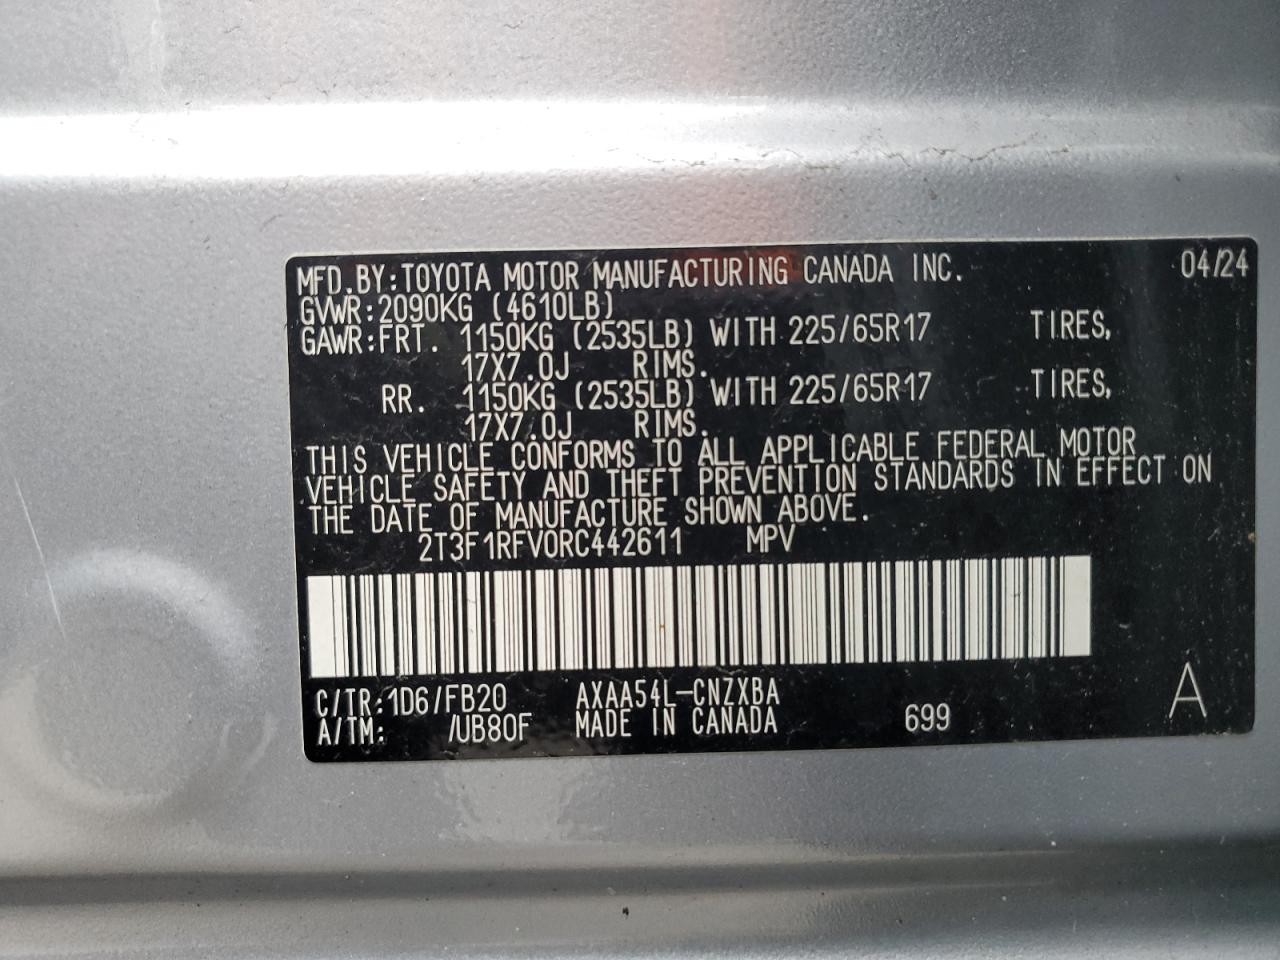 MFD.BY:TOYOTA MOTOR MANUFACTURING CANADA INC. 04/24
GVWR:2090KG (4610LB)
GAWR:FRT. 1150KG (2535LB) WITH 225/65R17 TIRES,
17X7.0J RIMS.
RR. 1150KG (2535LB) WITH 225/65R17 TIRES,
17X7.0J RIMS.
THIS VEHICLE CONFORMS TO ALL APPLICABLE FEDERAL MOTOR
VEHICLE SAFETY AND THEFT PREVENTION STANDARDS IN EFFECT ON
THE DATE OF MANUFACTURE SHOWN ABOVE.
2T3F1RFV0RC442611 MPV
C/TR:1D6/FB20 AXAA54L-CNZXBA A
A/TM: /UB80F MADE IN CANADA 699